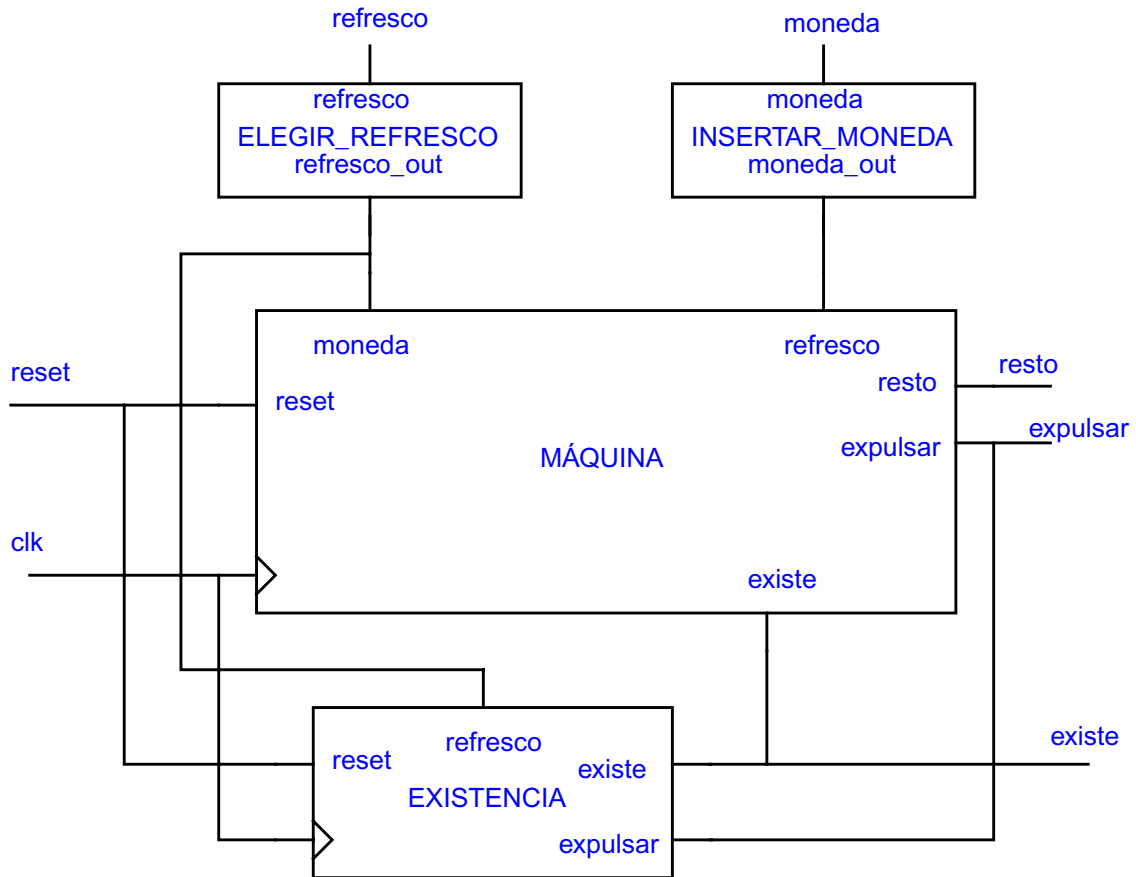 refresco
moneda
refresco
ELEGIR_REFRESCO
refresco_out
moneda
INSERTAR_MONEDA
moneda_out
moneda
refresco
reset
reset
resto
resto
expulsar
expulsar
MÁQUINA
clk
existe
refresco
reset
existe
existe
EXISTENCIA
expulsar